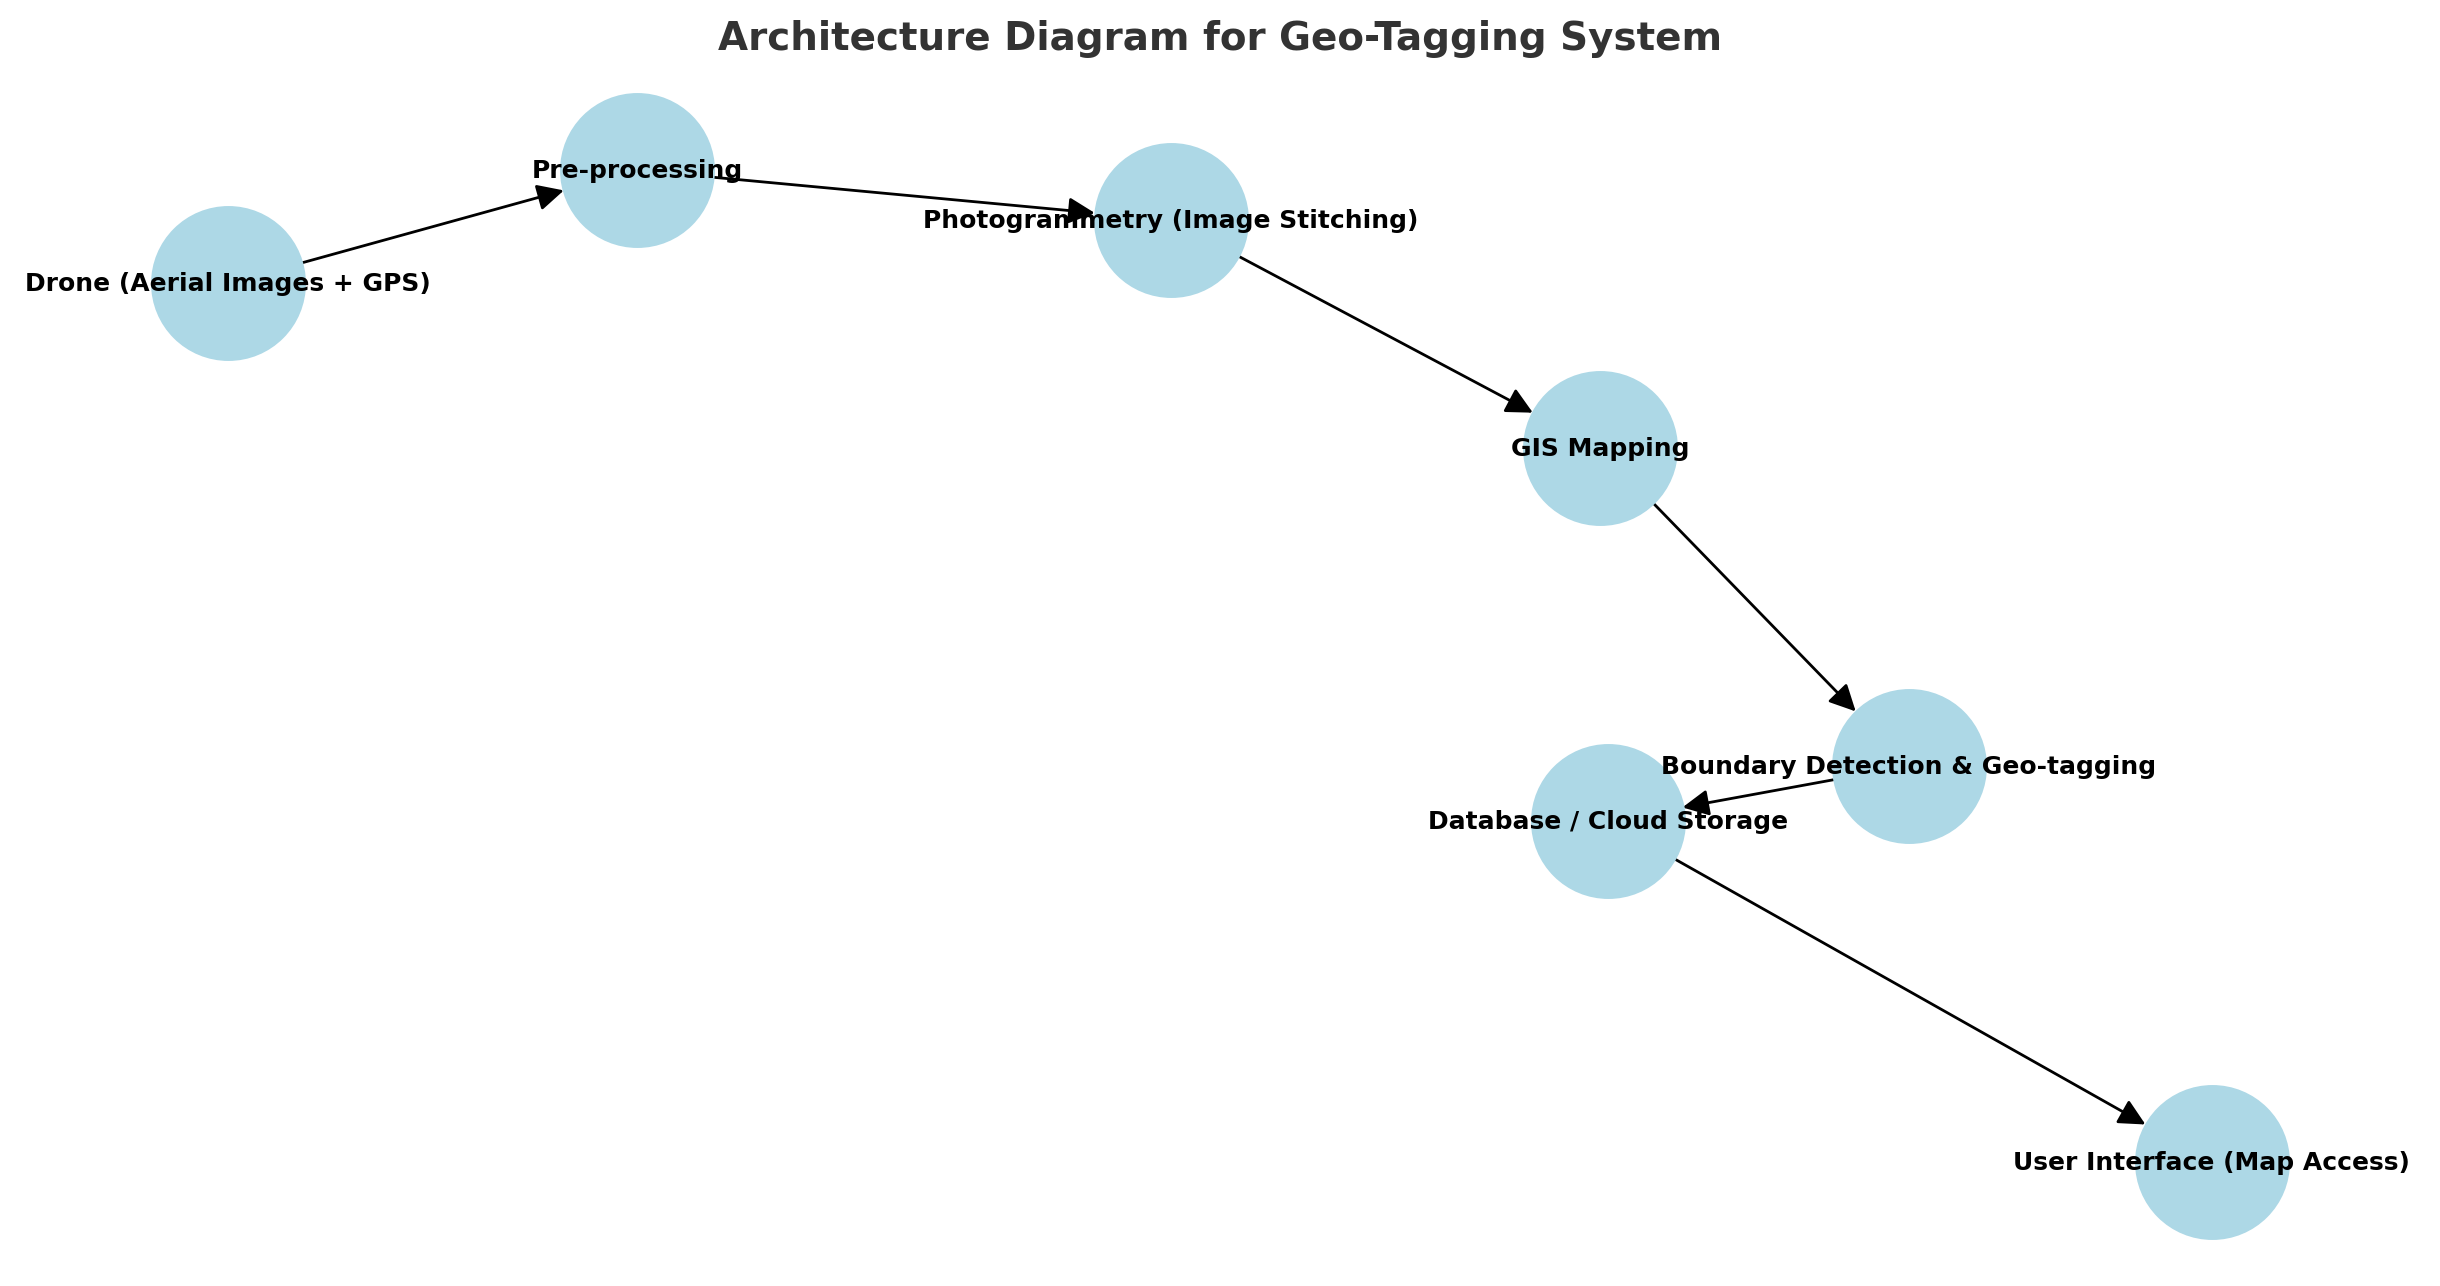 Architecture Diagram for Geo-Tagging System
Pre-processing
Photogrammetry (Image Stitching)
Drone (Aerial Images + GPS)
GIS Mapping
Boundary Detection & Geo-tagging
Database / Cloud Storage
User Interface (Map Access)